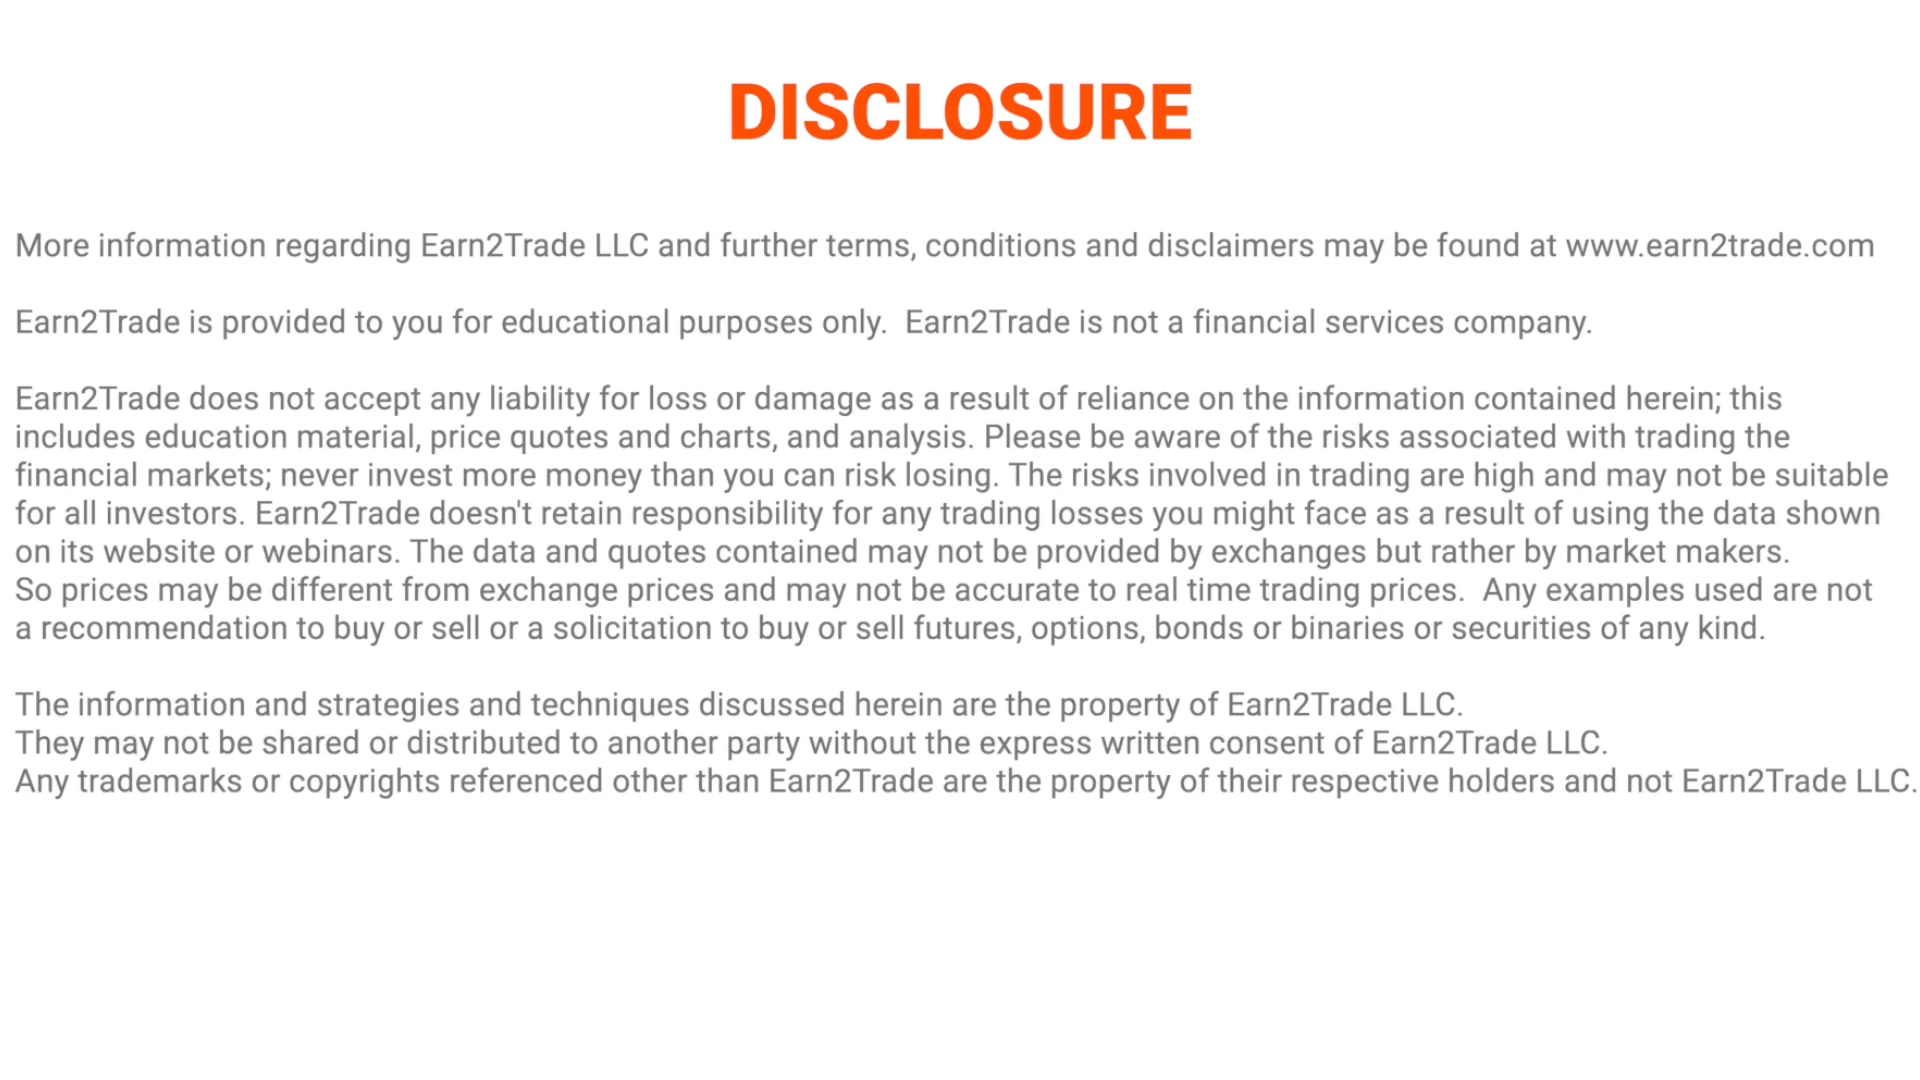 DISCLOSURE
More information regarding Earn2Trade LLC and further terms, conditions and disclaimers may be found at www.earn2trade.com
Earn2Trade is provided to you for educational purposes only.  Earn2Trade is not a financial services company.
Earn2Trade does not accept any liability for loss or damage as a result of reliance on the information contained herein; this
includes education material, price quotes and charts, and analysis. Please be aware of the risks associated with trading the
financial markets; never invest more money than you can risk losing. The risks involved in trading are high and may not be suitable
for all investors. Earn2Trade doesn't retain responsibility for any trading losses you might face as a result of using the data shown
on its website or webinars. The data and quotes contained may not be provided by exchanges but rather by market makers.
So prices may be different from exchange prices and may not be accurate to real time trading prices.  Any examples used are not
a recommendation to buy or sell or a solicitation to buy or sell futures, options, bonds or binaries or securities of any kind.
The information and strategies and techniques discussed herein are the property of Earn2Trade LLC.
They may not be shared or distributed to another party without the express written consent of Earn2Trade LLC.
Any trademarks or copyrights referenced other than Earn2Trade are the property of their respective holders and not Earn2Trade LLC.